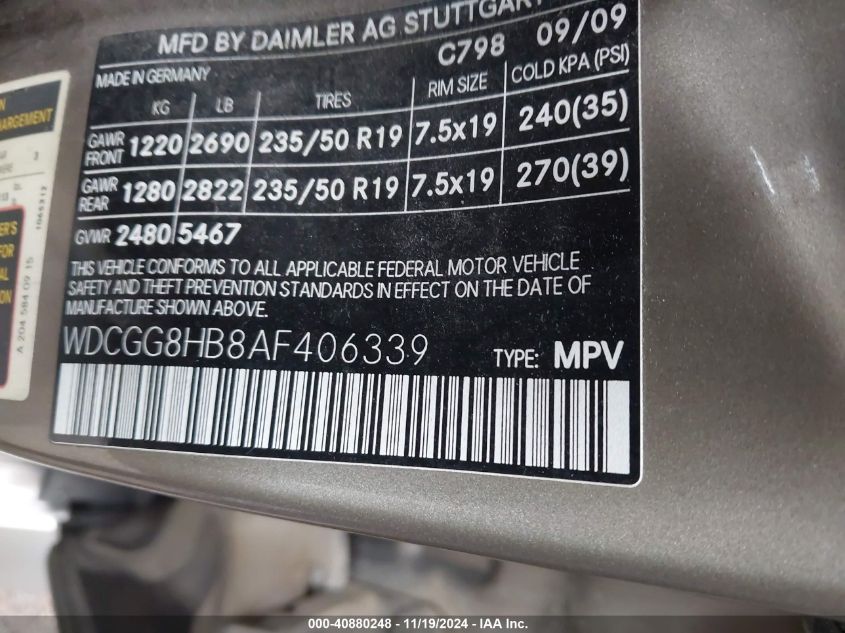 MFD BY DAIMLER AG STUTTGART
C798 09/09
MADE IN GERMANY
KG LB TIRES RIM SIZE COLD KPA (PSI)
GAWR FRONT 1220 2690 235/50 R19 7.5x19 240(35)
GAWR REAR 1280 2822 235/50 R19 7.5x19 270(39)
GVWR 2480 5467
THIS VEHICLE CONFORMS TO ALL APPLICABLE FEDERAL MOTOR VEHICLE
SAFETY AND THEFT PREVENTION STANDARDS IN EFFECT ON THE DATE OF
MANUFACTURE SHOWN ABOVE.
WDCGG8HB8AF406339 TYPE: MPV
A 204 584 09 15
000-40880248 - 11/19/2024 - IAA Inc.